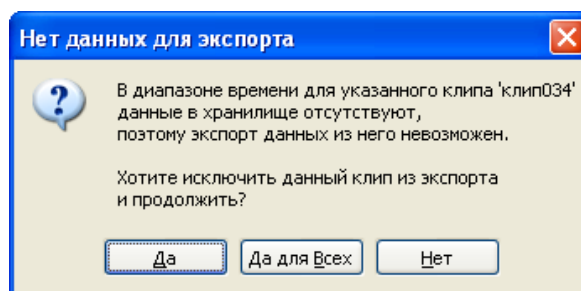 Нет данных для экспорта
В диапазоне времени для указанного клипа 'клип034'
данные в хранилище отсутствуют,
поэтому экспорт данных из него невозможен.
Хотите исключить данный клип из экспорта
и продолжить?
Да Да для Всех Нет